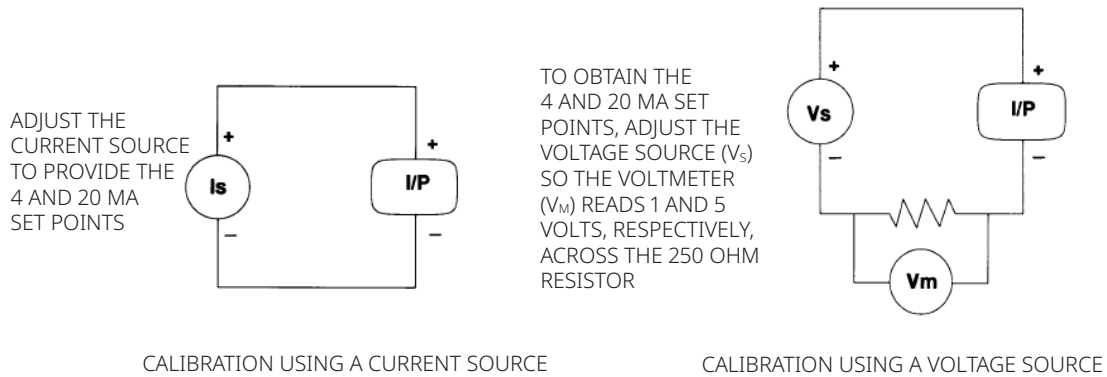 ADJUST THE
CURRENT SOURCE
TO PROVIDE THE
4 AND 20 MA
SET POINTS
+
Is
−
+
I/P
−
TO OBTAIN THE
4 AND 20 MA SET
POINTS, ADJUST THE
VOLTAGE SOURCE (VS)
SO THE VOLTMETER
(VM) READS 1 AND 5
VOLTS, RESPECTIVELY,
ACROSS THE 250 OHM
RESISTOR
+
Vs
−
+
I/P
−
Vm
CALIBRATION USING A CURRENT SOURCE
CALIBRATION USING A VOLTAGE SOURCE